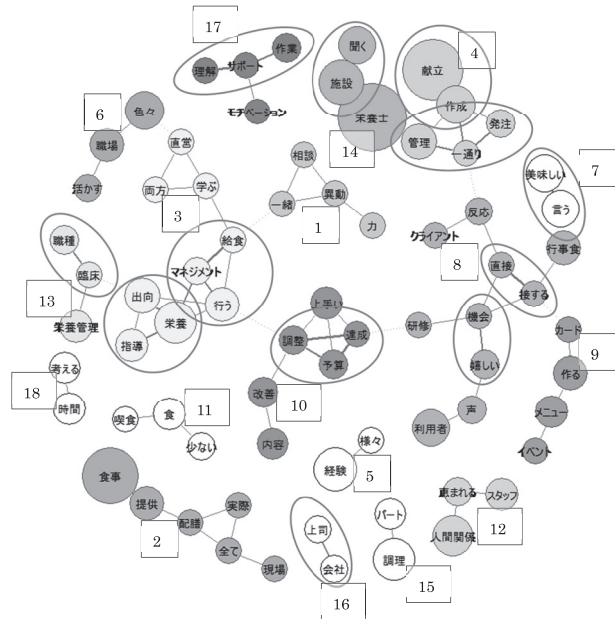 17
作業
サポート
理解
モチベーション
聞く
施設
栄養士
4
献立
作成
発注
管理
一通り
6
色々
職場
活かす
直営
両方
学ぶ
3
相談
14
一緒
異動
1
力
7
美味しい
言う
反応
クライアント
行事食
8
直接
接する
職種
臨床
13
栄養管理
給食
マネジメント
出向
栄養
行う
指導
上手い
調整
達成
予算
研修
機会
嬉しい
カード
9
作る
メニュー
イベント
考える
18
時間
11
食
喫食
少ない
改善
10
内容
声
利用者
様々
5
経験
食事
提供
2
配膳
実際
全て
現場
上司
会社
16
パート
調理
15
恵まれる
スタッフ
12
人間関係